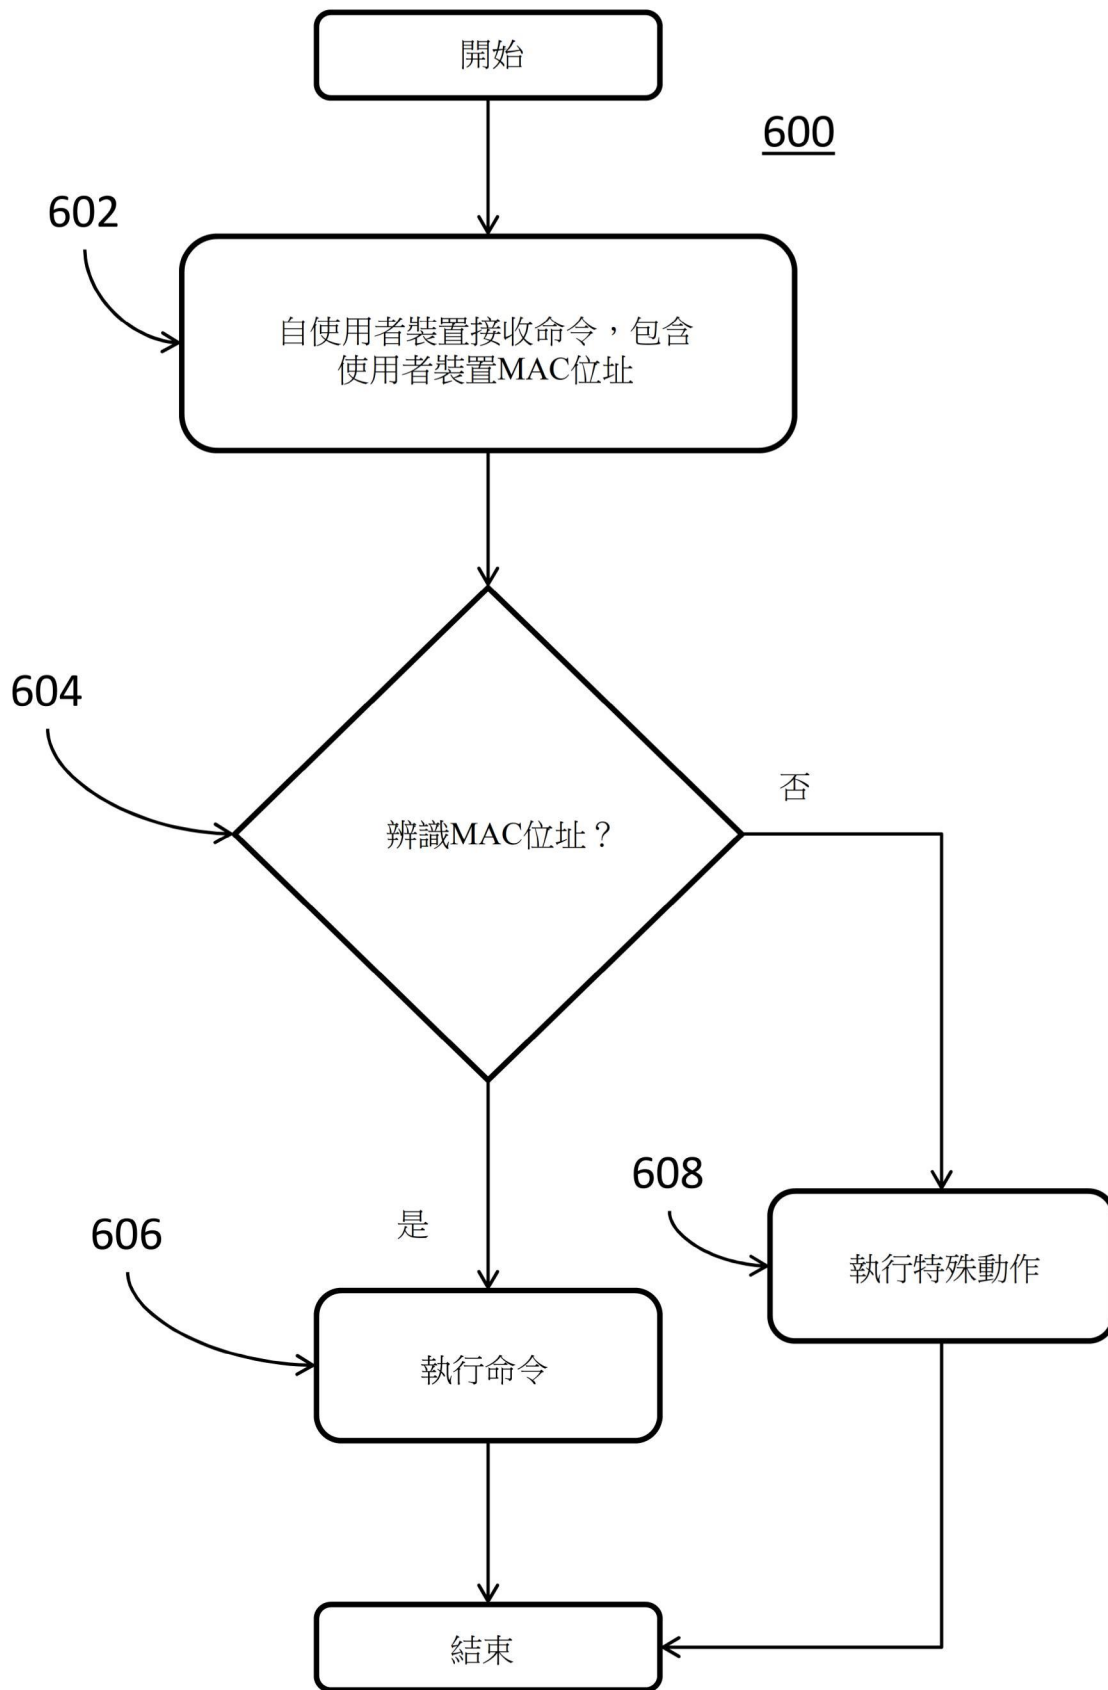 開始
600
602
自使用者裝置接收命令，包含
使用者裝置MAC位址
604
否
辨識MAC位址？
608
606
是
執行特殊動作
執行命令
結束